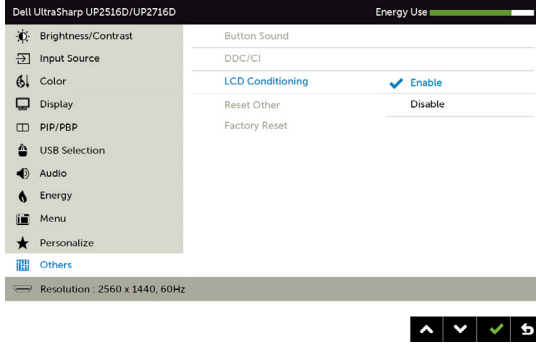 Dell UltraSharp UP2516D/UP2716D Energy Use
Brightness/Contrast Button Sound
Input Source DDC/CI
Color LCD Conditioning Enable
Display Reset Other Disable
PIP/PBP Factory Reset
USB Selection
Audio
Energy
Menu
Personalize
Others
Resolution : 2560 x 1440, 60Hz